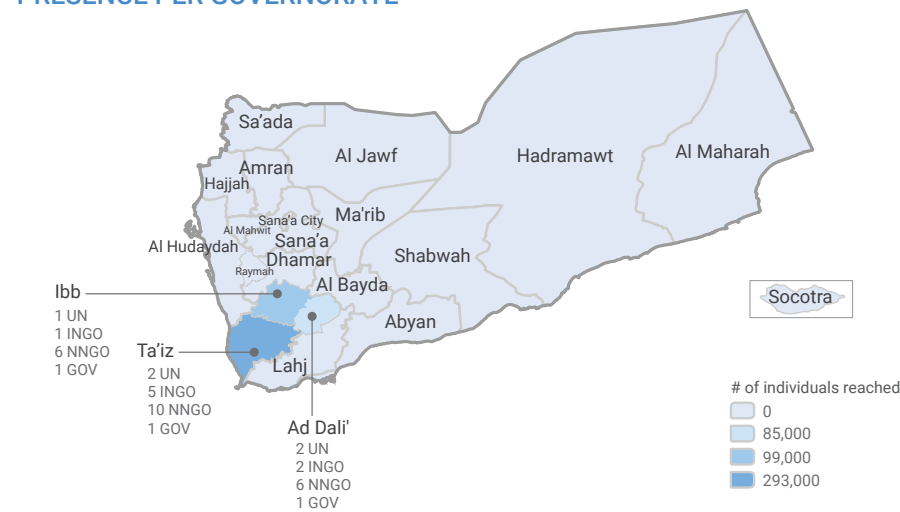 PRESENCE PER GOVERNORATE
Sa'ada
Al Jawf
Hadramawt
Al Maharah
Amran
Hajjah
Ma'rib
Sana'a City
Al Mahwit
Sana'a
Al Hudaydah
Shabwah
Dhamar
Raymah
Al Bayda
Socotra
Abyan
Lahj
Ibb
1 UN
1 INGO
6 NNGO
1 GOV
Ta'iz
2 UN
5 INGO
10 NNGO
1 GOV
Ad Dali'
2 UN
2 INGO
6 NNGO
1 GOV
# of individuals reached
0
85,000
99,000
293,000